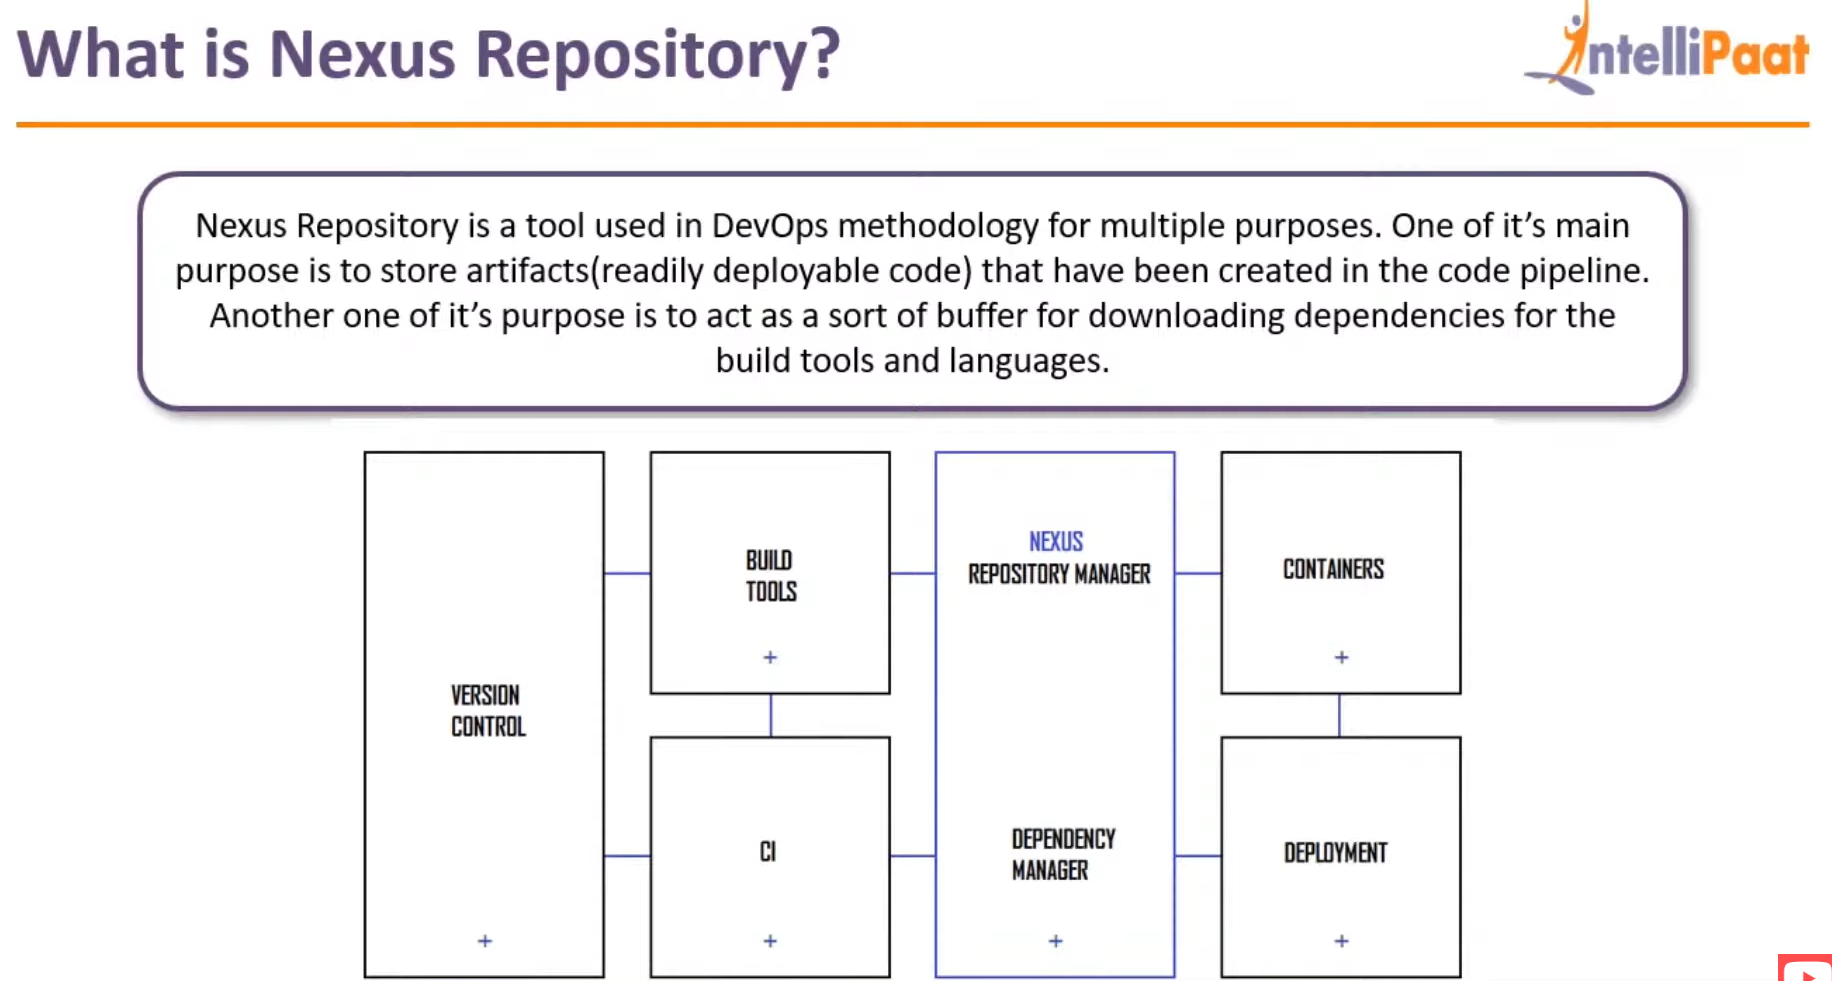 What is Nexus Repository?
IntelliPaat
Nexus Repository is a tool used in DevOps methodology for multiple purposes. One of it’s main
purpose is to store artifacts(readily deployable code) that have been created in the code pipeline.
Another one of it’s purpose is to act as a sort of buffer for downloading dependencies for the
build tools and languages.
VERSION
CONTROL
+
BUILD
TOOLS
+
CI
+
NEXUS
REPOSITORY MANAGER
DEPENDENCY
MANAGER
+
CONTAINERS
+
DEPLOYMENT
+